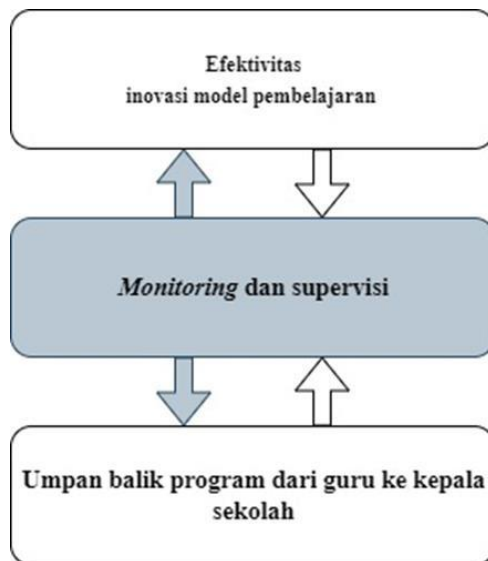 Efektivitas
inovasi model pembelajaran
Monitoring dan supervisi
Umpan balik program dari guru ke kepala
sekolah